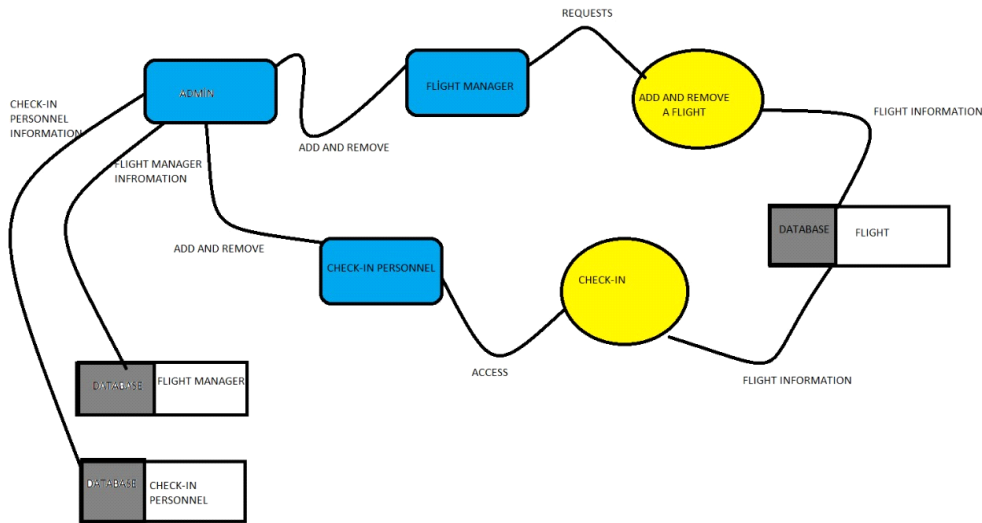 REQUESTS
ADMIN
FLİGHT MANAGER
ADD AND REMOVE
A FLIGHT
CHECK-IN
PERSONNEL
INFORMATION
FLIGHT INFORMATION
ADD AND REMOVE
FLIGHT MANAGER
INFROMATION
DATABASE
FLIGHT
ADD AND REMOVE
CHECK-IN PERSONNEL
CHECK-IN
ACCESS
FLIGHT INFORMATION
DATABASE
FLIGHT MANAGER
DATABASE
CHECK-IN
PERSONNEL